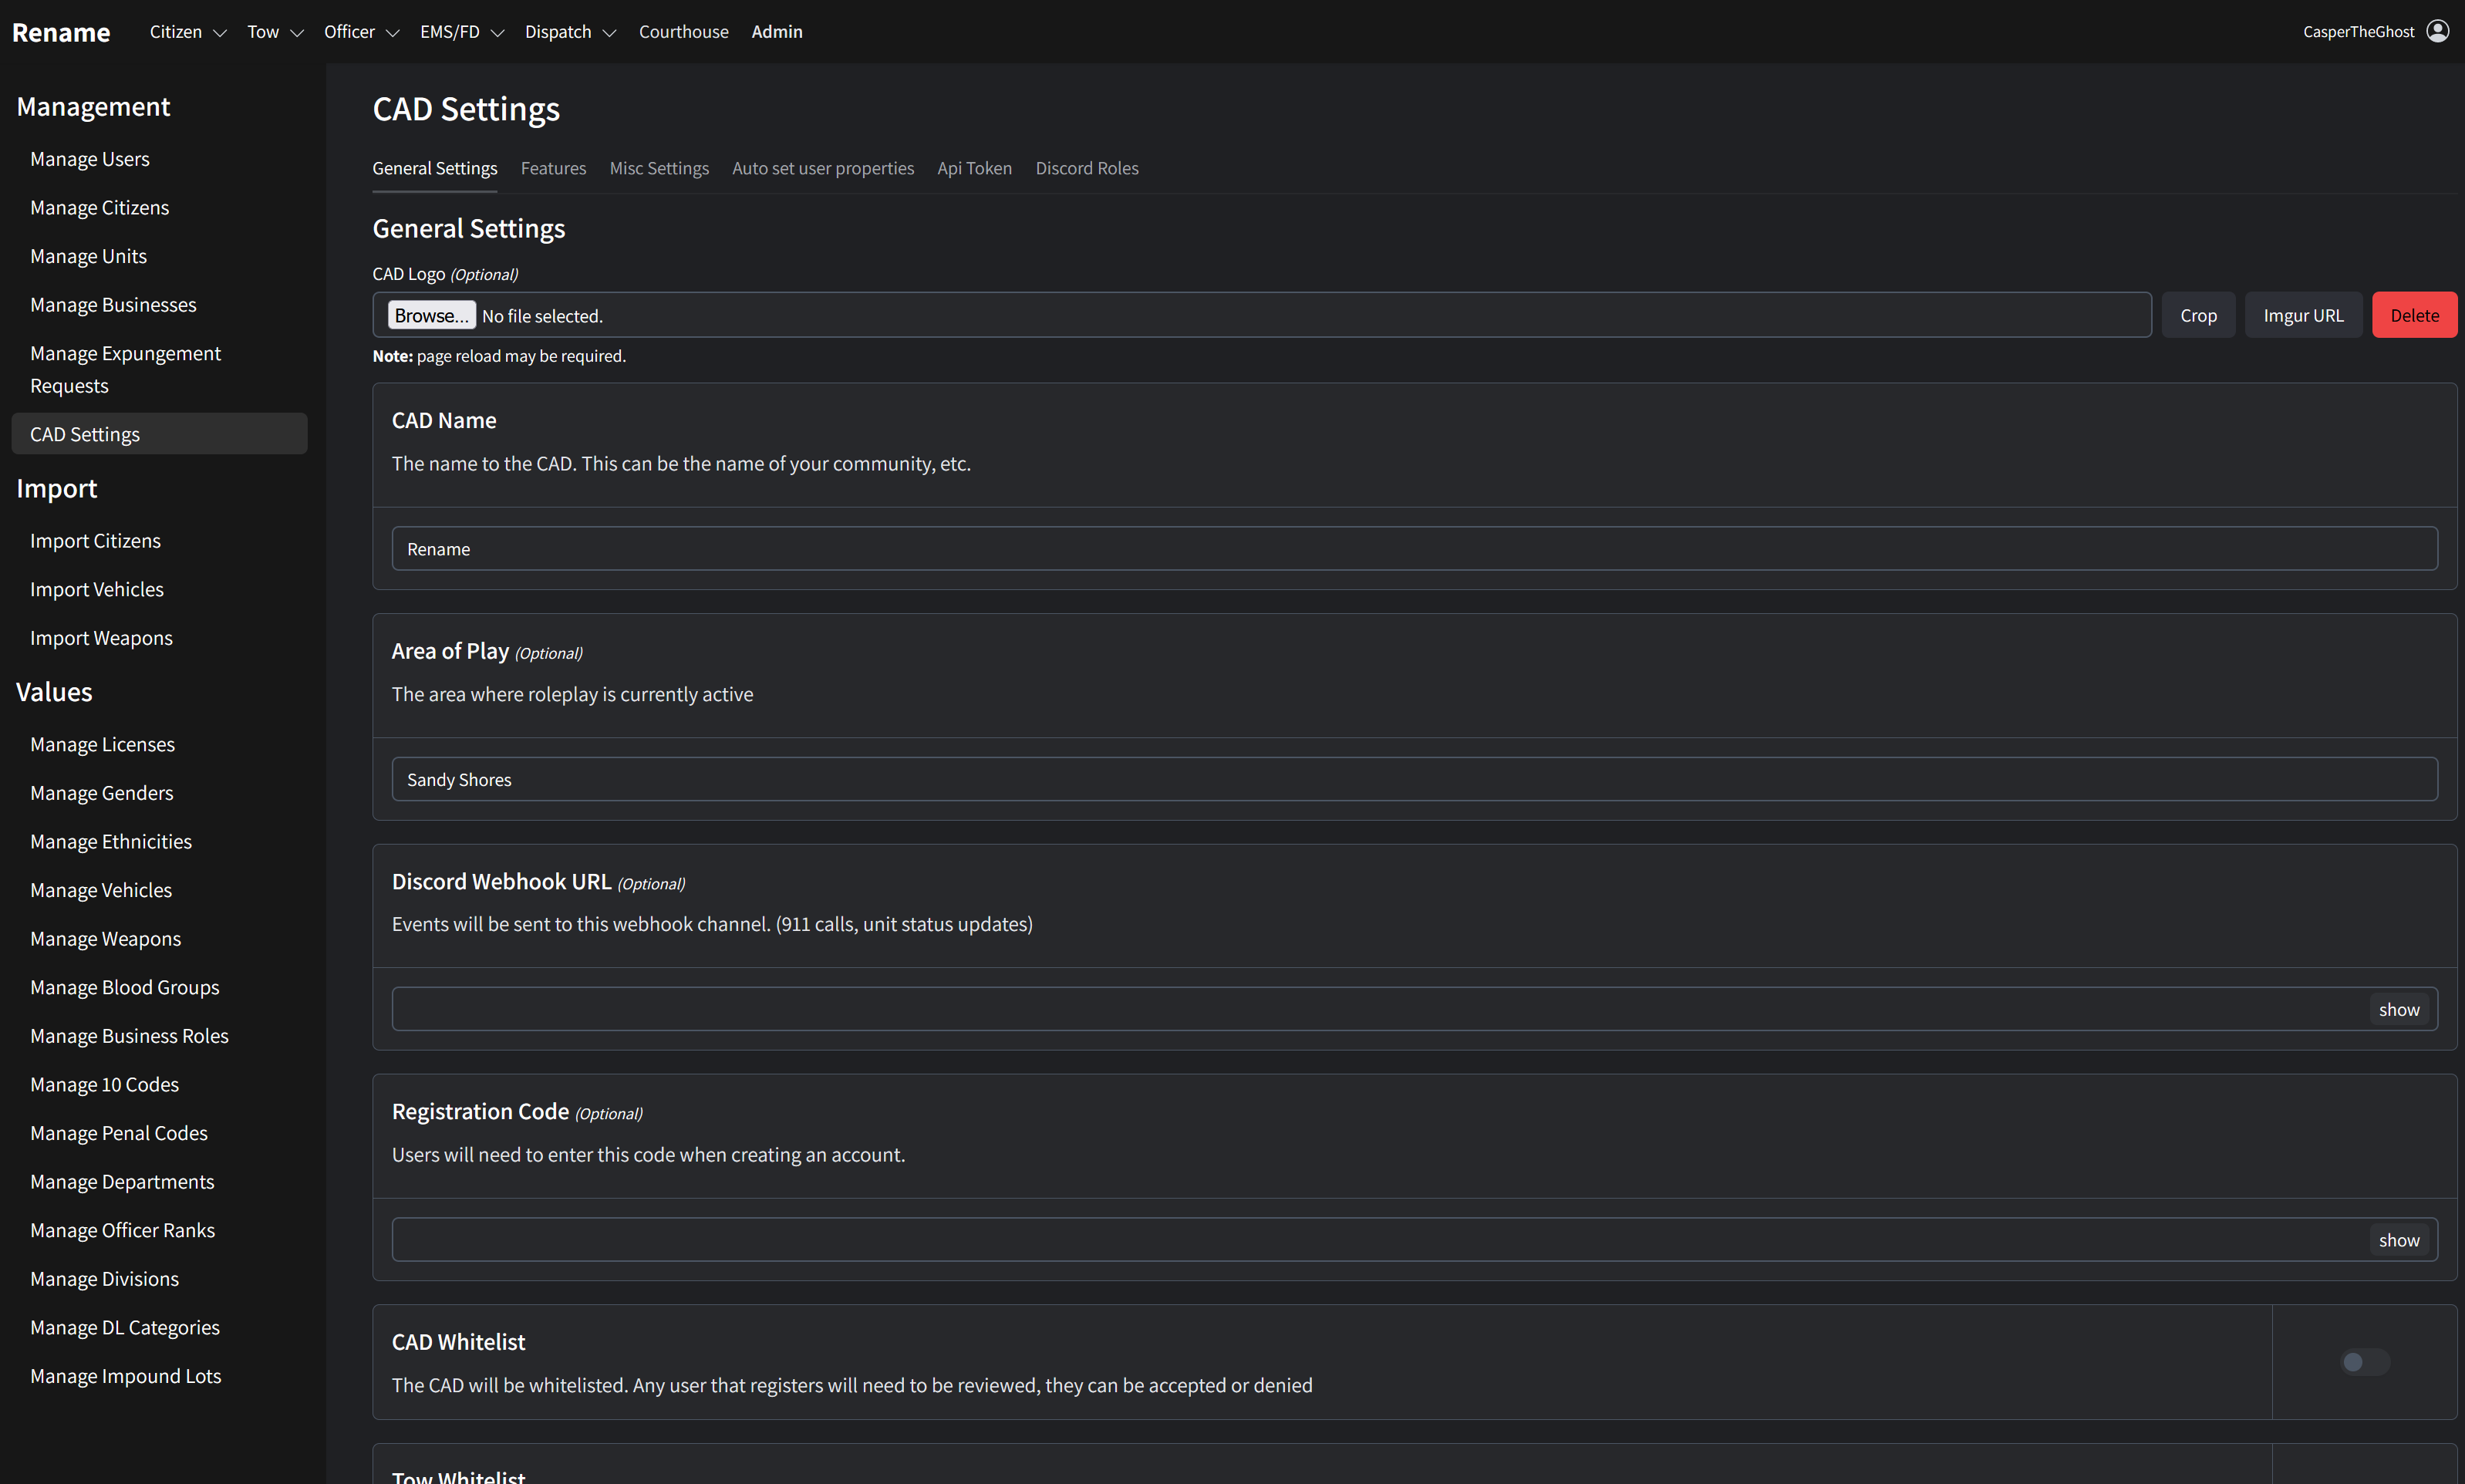 Rename Citizen Tow Officer EMS/FD Dispatch Courthouse Admin CasperTheGhost
Management
Manage Users
Manage Citizens
Manage Units
Manage Businesses
Manage Expungement
Requests
CAD Settings
Import
Import Citizens
Import Vehicles
Import Weapons
Values
Manage Licenses
Manage Genders
Manage Ethnicities
Manage Vehicles
Manage Weapons
Manage Blood Groups
Manage Business Roles
Manage 10 Codes
Manage Penal Codes
Manage Departments
Manage Officer Ranks
Manage Divisions
Manage DL Categories
Manage Impound Lots
CAD Settings
General Settings Features Misc Settings Auto set user properties Api Token Discord Roles
General Settings
CAD Logo (Optional)
Browse... No file selected. Crop Imgur URL Delete
Note: page reload may be required.
CAD Name
The name to the CAD. This can be the name of your community, etc.
Rename
Area of Play (Optional)
The area where roleplay is currently active
Sandy Shores
Discord Webhook URL (Optional)
Events will be sent to this webhook channel. (911 calls, unit status updates)
show
Registration Code (Optional)
Users will need to enter this code when creating an account.
show
CAD Whitelist
The CAD will be whitelisted. Any user that registers will need to be reviewed, they can be accepted or denied
Tow Whitelist